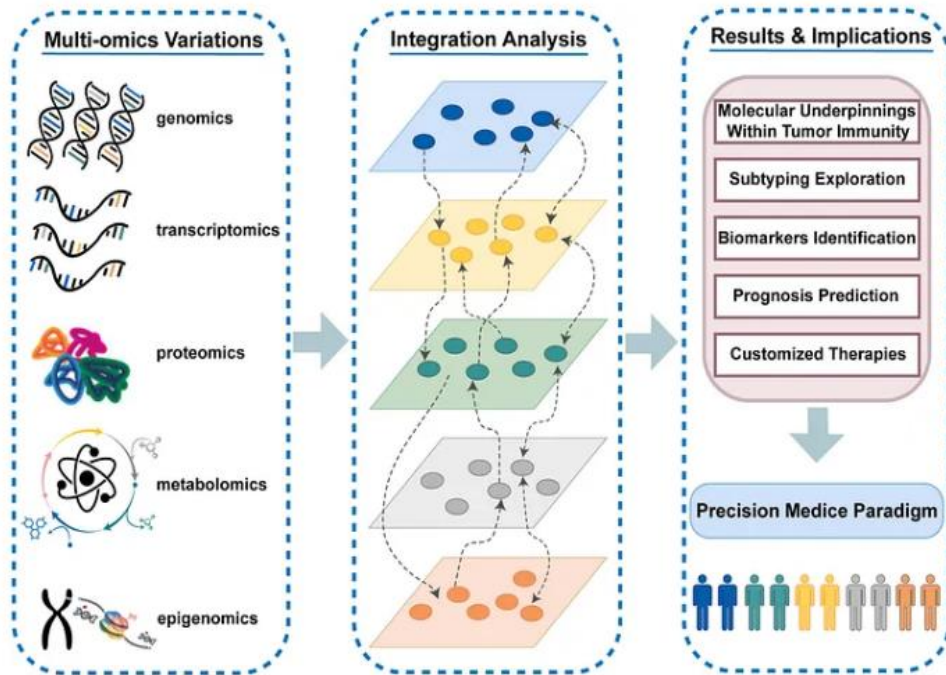 Multi-omics Variations
genomics
transcriptomics
proteomics
metabolomics
epigenomics
Integration Analysis
Results & Implications
Molecular Underpinnings
Within Tumor Immunity
Subtyping Exploration
Biomarkers Identification
Prognosis Prediction
Customized Therapies
Precision Medice Paradigm